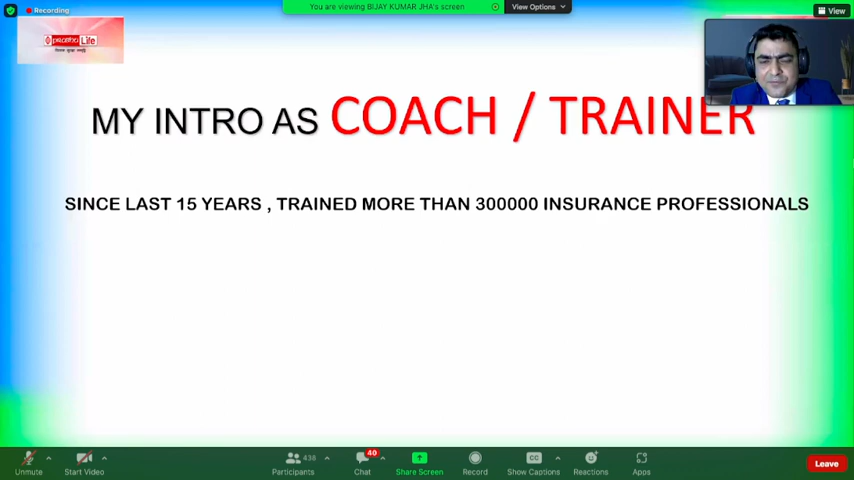 Recording
You are viewing BIJAY KUMAR JHA's screen
View Options
View
Life
MY INTRO AS COACH / TRAINER
SINCE LAST 15 YEARS , TRAINED MORE THAN 300000 INSURANCE PROFESSIONALS
438
40
CC
Unmute
Start Video
Participants
Chat
Share Screen
Record
Show Captions
Reactions
Apps
Leave